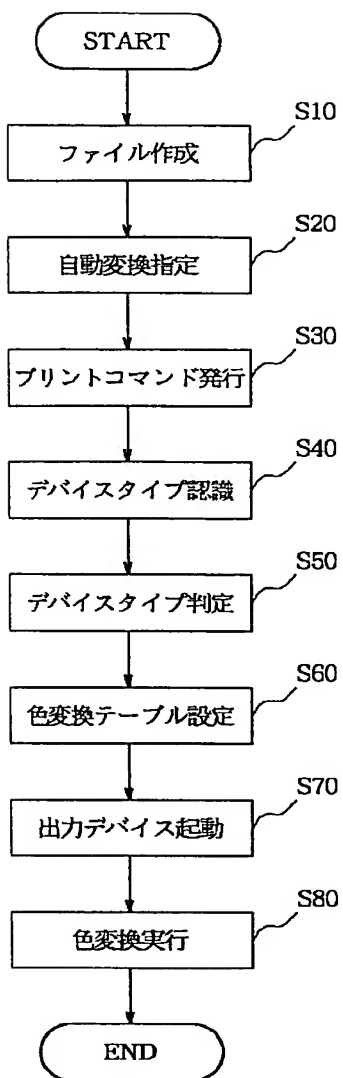 START
S10
ファイル作成
S20
自動変換指定
S30
プリントコマンド発行
S40
デバイスタイプ認識
S50
デバイスタイプ判定
S60
色変換テーブル設定
S70
出力デバイス起動
S80
色変換実行
END